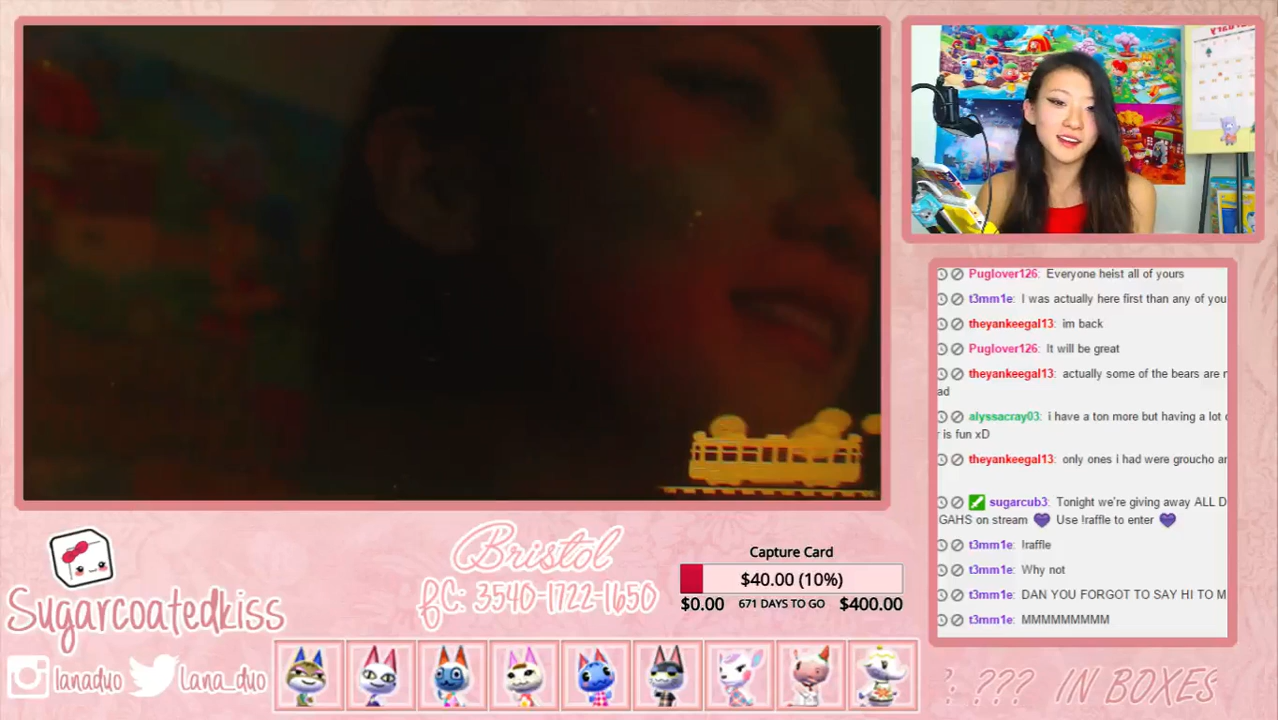 Puglover126: Everyone heist all of yours
t3mm1e: I was actually here first than any of you
theyankeegal13: im back
Puglover126: It will be great
theyankeegal13: actually some of the bears are
ad
alyssacray03: i have a ton more but having a lot
r is fun xD
theyankeegal13: only ones i had were groucho
sugarcub3: Tonight we're giving away ALL D
GAHS on stream 💜 Use !raffle to enter 💜
t3mm1e: !raffle
t3mm1e: Why not
t3mm1e: DAN YOU FORGOT TO SAY HI TO M
t3mm1e: MMMMMMMMM
Sugarcoatedkiss
lanaduo
Lana_duo
Bristol
FC: 3540-1722-1650
Capture Card
$40.00 (10%)
$0.00 671 DAYS TO GO $400.00
: ??? IN BOXES